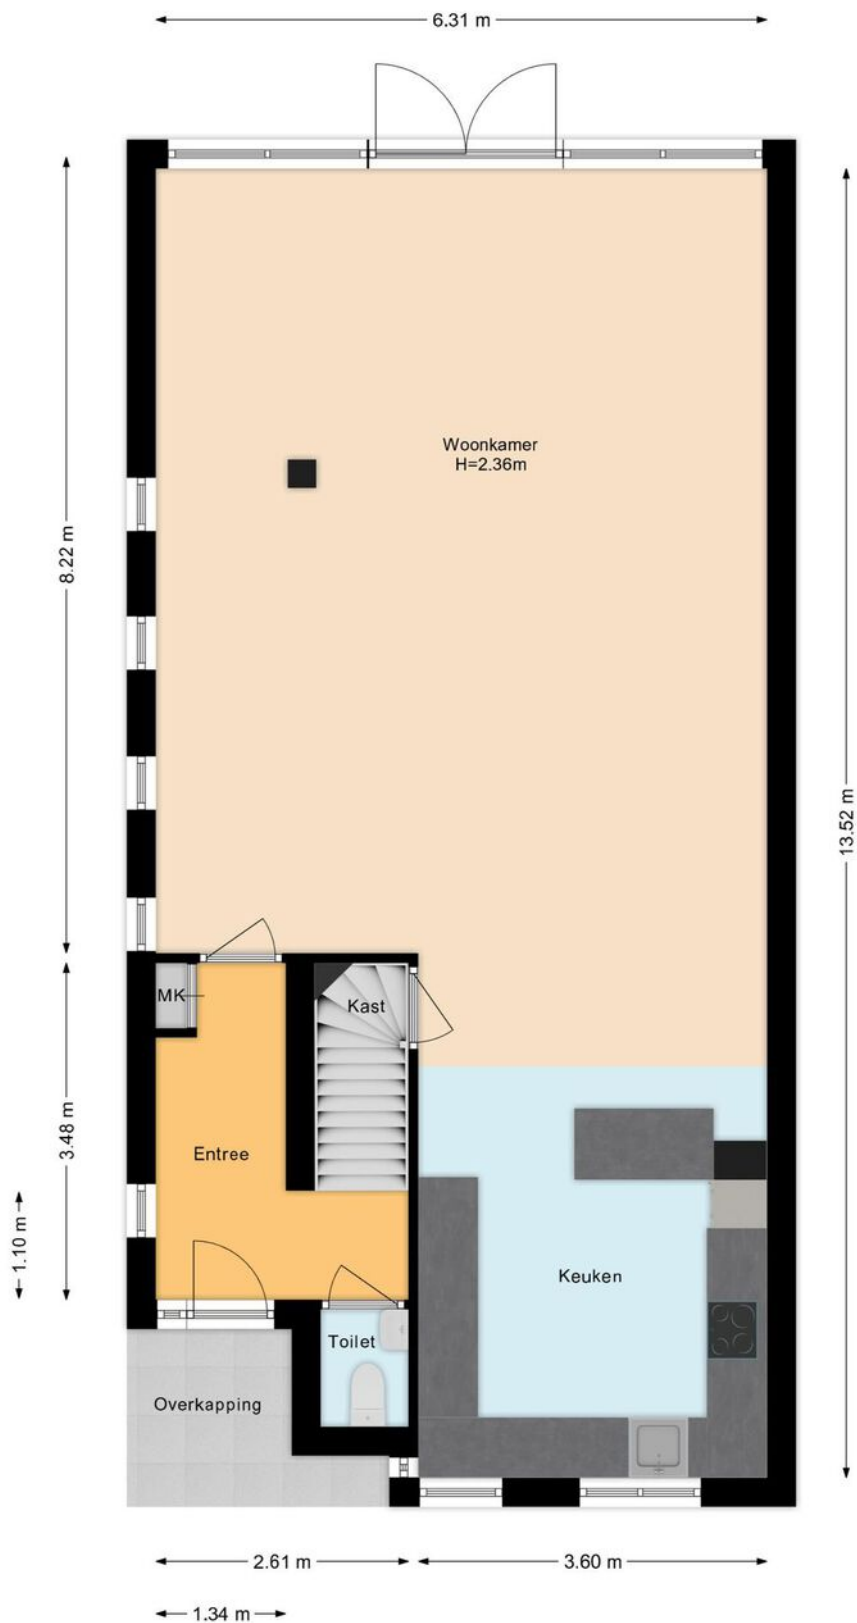 6.31 m
Woonkamer
H=2.36m
8.22 m
13.52 m
MK
Kast
3.48 m
Entree
1.10 m
Keuken
Toilet
Overkapping
2.61 m
3.60 m
1.34 m